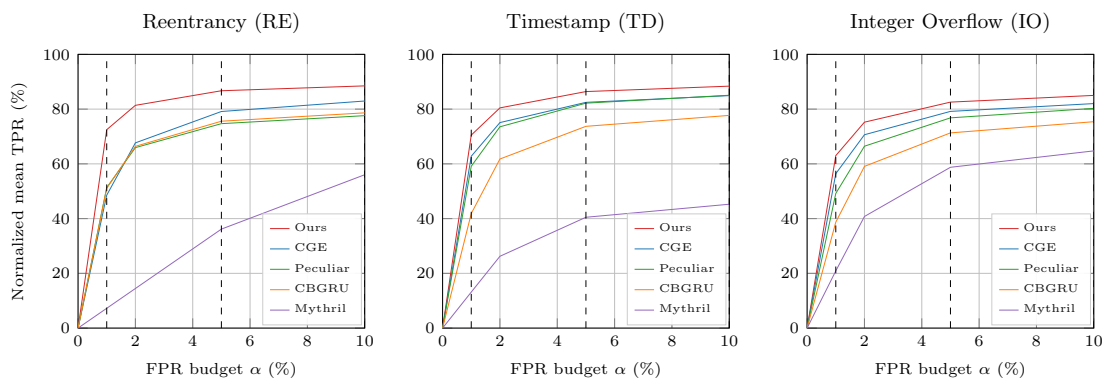 Reentrancy (RE)
Timestamp (TD)
Integer Overflow (IO)
Normalized mean TPR (%)
100
80
60
40
20
0
0 2 4 6 8 10
FPR budget α (%)
Ours
CGE
Peculiar
CBGRU
Mythril
100
80
60
40
20
0
0 2 4 6 8 10
FPR budget α (%)
Ours
CGE
Peculiar
CBGRU
Mythril
100
80
60
40
20
0
0 2 4 6 8 10
FPR budget α (%)
Ours
CGE
Peculiar
CBGRU
Mythril